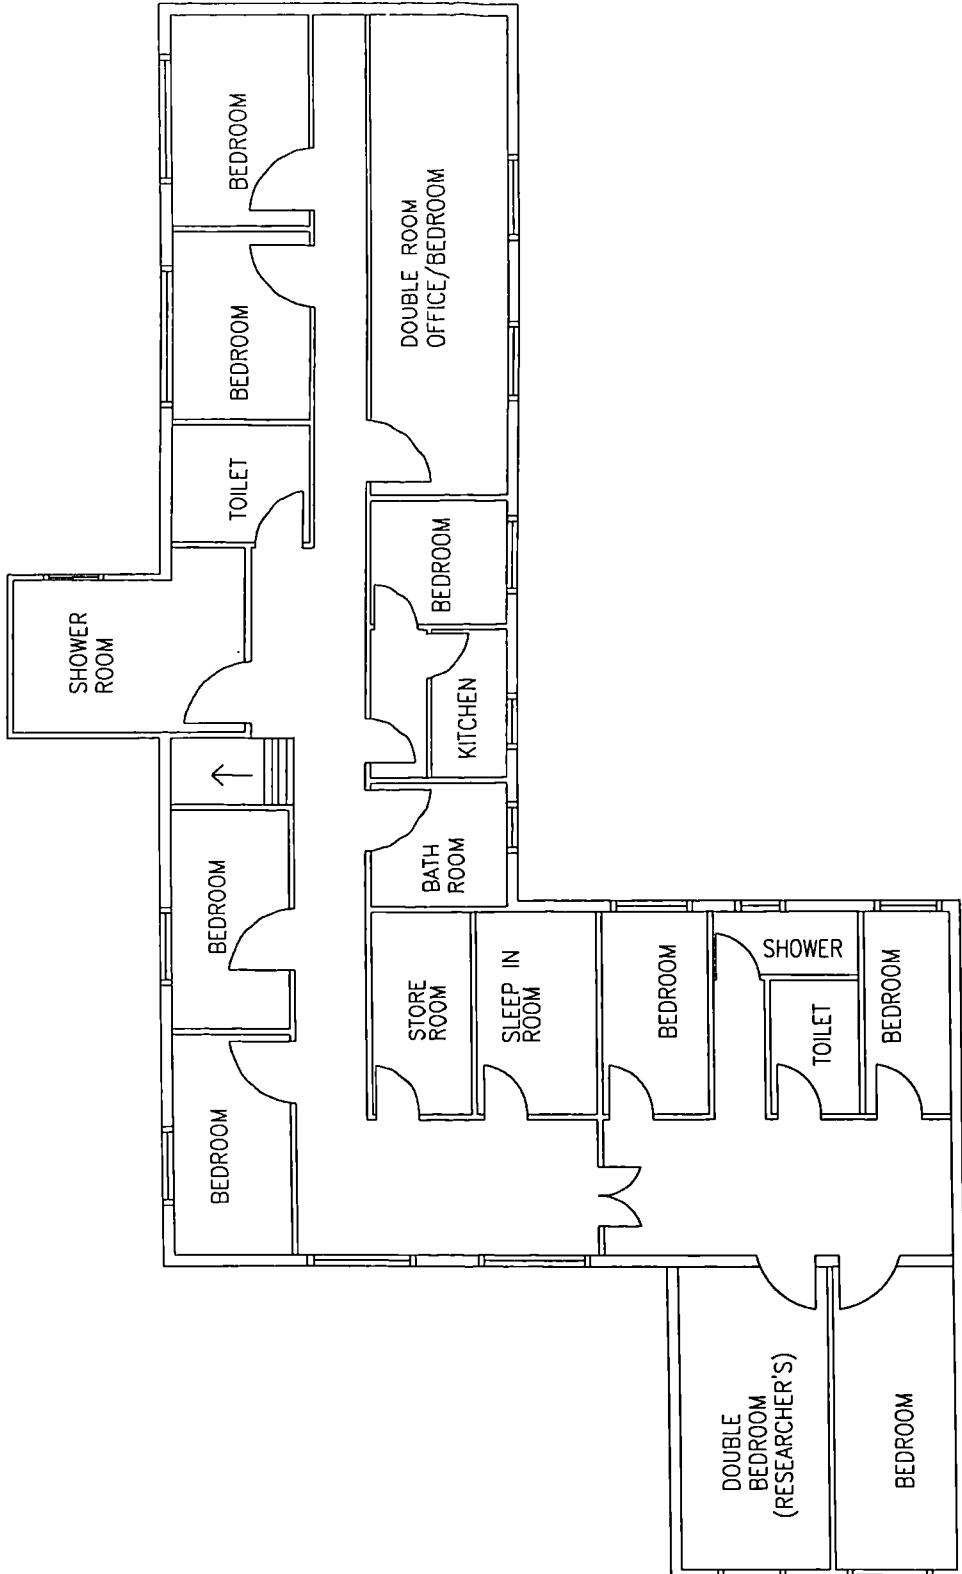 BEDROOM
BEDROOM
TOILET
SHOWER
ROOM
BEDROOM
BEDROOM
DOUBLE ROOM
OFFICE/BEDROOM
BEDROOM
KITCHEN
BATH
ROOM
STORE
ROOM
SLEEP IN
ROOM
BEDROOM
SHOWER
TOILET
BEDROOM
DOUBLE
BEDROOM
(RESEARCHER'S)
BEDROOM